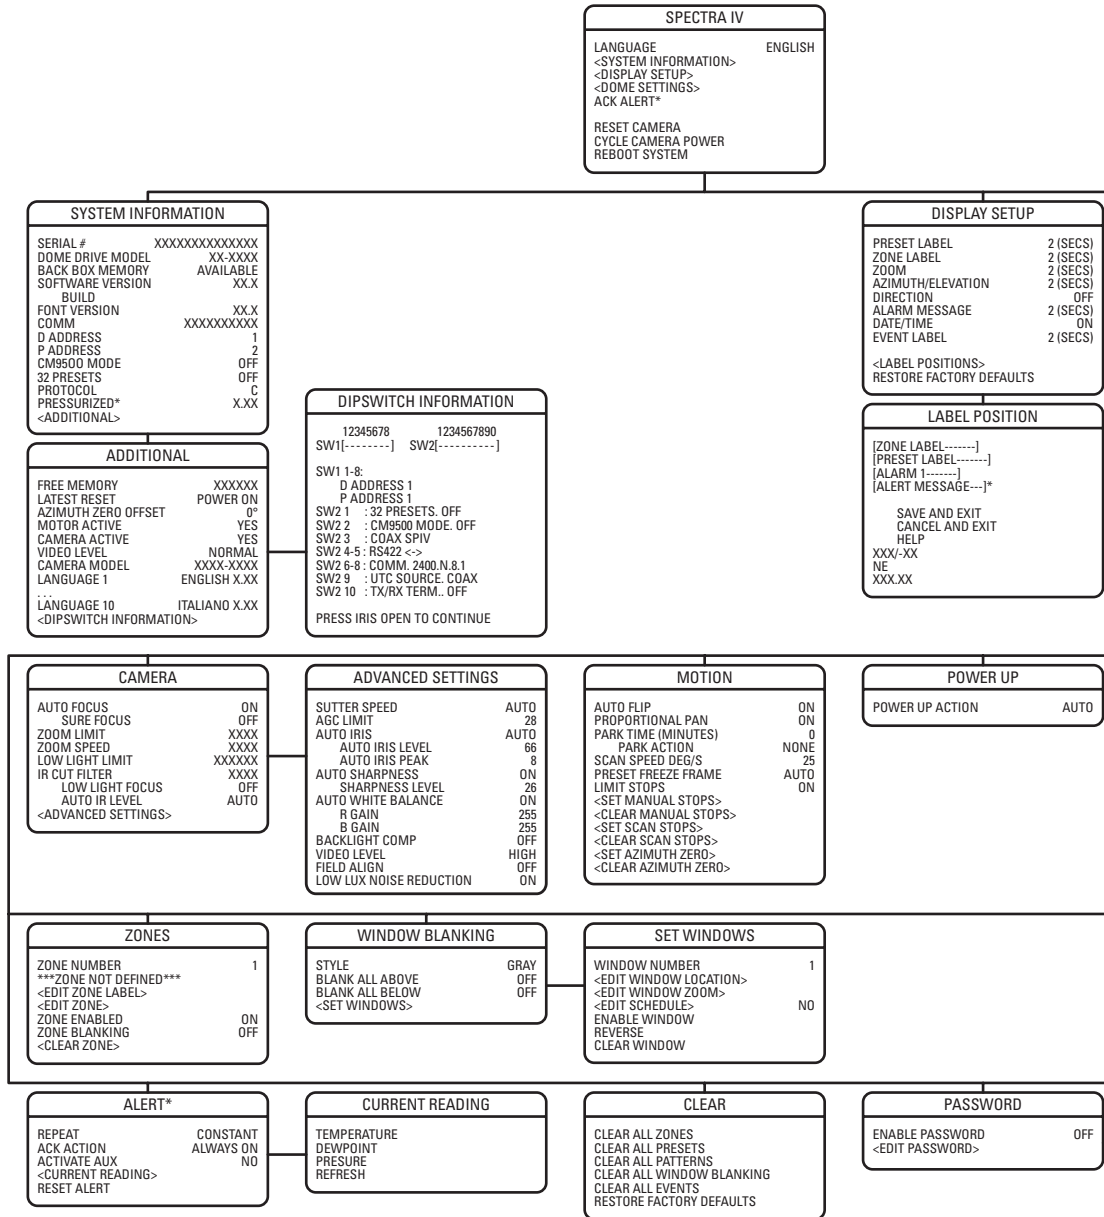 SPECTRA IV
LANGUAGE ENGLISH
<SYSTEM INFORMATION>
<DISPLAY SETUP>
<DOME SETTINGS>
ACK ALERT*
RESET CAMERA
CYCLE CAMERA POWER
REBOOT SYSTEM
SYSTEM INFORMATION
SERIAL # XXXXXXXXXXXXXX
DOME DRIVE MODEL XX-XXXX
BACK BOX MEMORY AVAILABLE
SOFTWARE VERSION XX.X
BUILD
FONT VERSION XX.X
COMM XXXXXXXXXX
D ADDRESS 1
P ADDRESS 2
CM9500 MODE OFF
32 PRESETS OFF
PROTOCOL C
PRESSURIZED* X.XX
<ADDITIONAL>
ADDITIONAL
FREE MEMORY XXXXXX
LATEST RESET POWER ON
AZIMUTH ZERO OFFSET 0°
MOTOR ACTIVE YES
CAMERA ACTIVE YES
VIDEO LEVEL NORMAL
CAMERA MODEL XXXX-XXXX
LANGUAGE 1 ENGLISH X.XX
. . .
LANGUAGE 10 ITALIANO X.XX
<DIPSWITCH INFORMATION>
DIPSWITCH INFORMATION
12345678 1234567890
SW1[--------] SW2[----------]
SW1 1-8:
D ADDRESS 1
P ADDRESS 1
SW2 1 : 32 PRESETS. OFF
SW2 2 : CM9500 MODE. OFF
SW2 3 : COAX SPIV
SW2 4-5 : RS422 <->
SW2 6-8 : COMM. 2400.N.8.1
SW2 9 : UTC SOURCE. COAX
SW2 10 : TX/RX TERM.. OFF
PRESS IRIS OPEN TO CONTINUE
DISPLAY SETUP
PRESET LABEL 2 (SECS)
ZONE LABEL 2 (SECS)
ZOOM 2 (SECS)
AZIMUTH/ELEVATION 2 (SECS)
DIRECTION OFF
ALARM MESSAGE 2 (SECS)
DATE/TIME ON
EVENT LABEL 2 (SECS)
<LABEL POSITIONS>
RESTORE FACTORY DEFAULTS
LABEL POSITION
[ZONE LABEL-------]
[PRESET LABEL-------]
[ALARM 1-------]
[ALERT MESSAGE---]*
SAVE AND EXIT
CANCEL AND EXIT
HELP
XXX/-XX
NE
XXX.XX
CAMERA
AUTO FOCUS ON
SURE FOCUS OFF
ZOOM LIMIT XXXX
ZOOM SPEED XXXX
LOW LIGHT LIMIT XXXXXX
IR CUT FILTER XXXX
LOW LIGHT FOCUS OFF
AUTO IR LEVEL AUTO
<ADVANCED SETTINGS>
ADVANCED SETTINGS
SUTTER SPEED AUTO
AGC LIMIT 28
AUTO IRIS AUTO
AUTO IRIS LEVEL 66
AUTO IRIS PEAK 8
AUTO SHARPNESS ON
SHARPNESS LEVEL 26
AUTO WHITE BALANCE ON
R GAIN 255
B GAIN 255
BACKLIGHT COMP OFF
VIDEO LEVEL HIGH
FIELD ALIGN OFF
LOW LUX NOISE REDUCTION ON
MOTION
AUTO FLIP ON
PROPORTIONAL PAN ON
PARK TIME (MINUTES) 0
PARK ACTION NONE
SCAN SPEED DEG/S 25
PRESET FREEZE FRAME AUTO
LIMIT STOPS ON
<SET MANUAL STOPS>
<CLEAR MANUAL STOPS>
<SET SCAN STOPS>
<CLEAR SCAN STOPS>
<SET AZIMUTH ZERO>
<CLEAR AZIMUTH ZERO>
POWER UP
POWER UP ACTION AUTO
ZONES
ZONE NUMBER 1
***ZONE NOT DEFINED***
<EDIT ZONE LABEL>
<EDIT ZONE>
ZONE ENABLED ON
ZONE BLANKING OFF
<CLEAR ZONE>
WINDOW BLANKING
STYLE GRAY
BLANK ALL ABOVE OFF
BLANK ALL BELOW OFF
<SET WINDOWS>
SET WINDOWS
WINDOW NUMBER 1
<EDIT WINDOW LOCATION>
<EDIT WINDOW ZOOM>
<EDIT SCHEDULE> NO
ENABLE WINDOW
REVERSE
CLEAR WINDOW
ALERT*
REPEAT CONSTANT
ACK ACTION ALWAYS ON
ACTIVATE AUX NO
<CURRENT READING>
RESET ALERT
CURRENT READING
TEMPERATURE
DEWPOINT
PRESURE
REFRESH
CLEAR
CLEAR ALL ZONES
CLEAR ALL PRESETS
CLEAR ALL PATTERNS
CLEAR ALL WINDOW BLANKING
CLEAR ALL EVENTS
RESTORE FACTORY DEFAULTS
PASSWORD
ENABLE PASSWORD OFF
<EDIT PASSWORD>